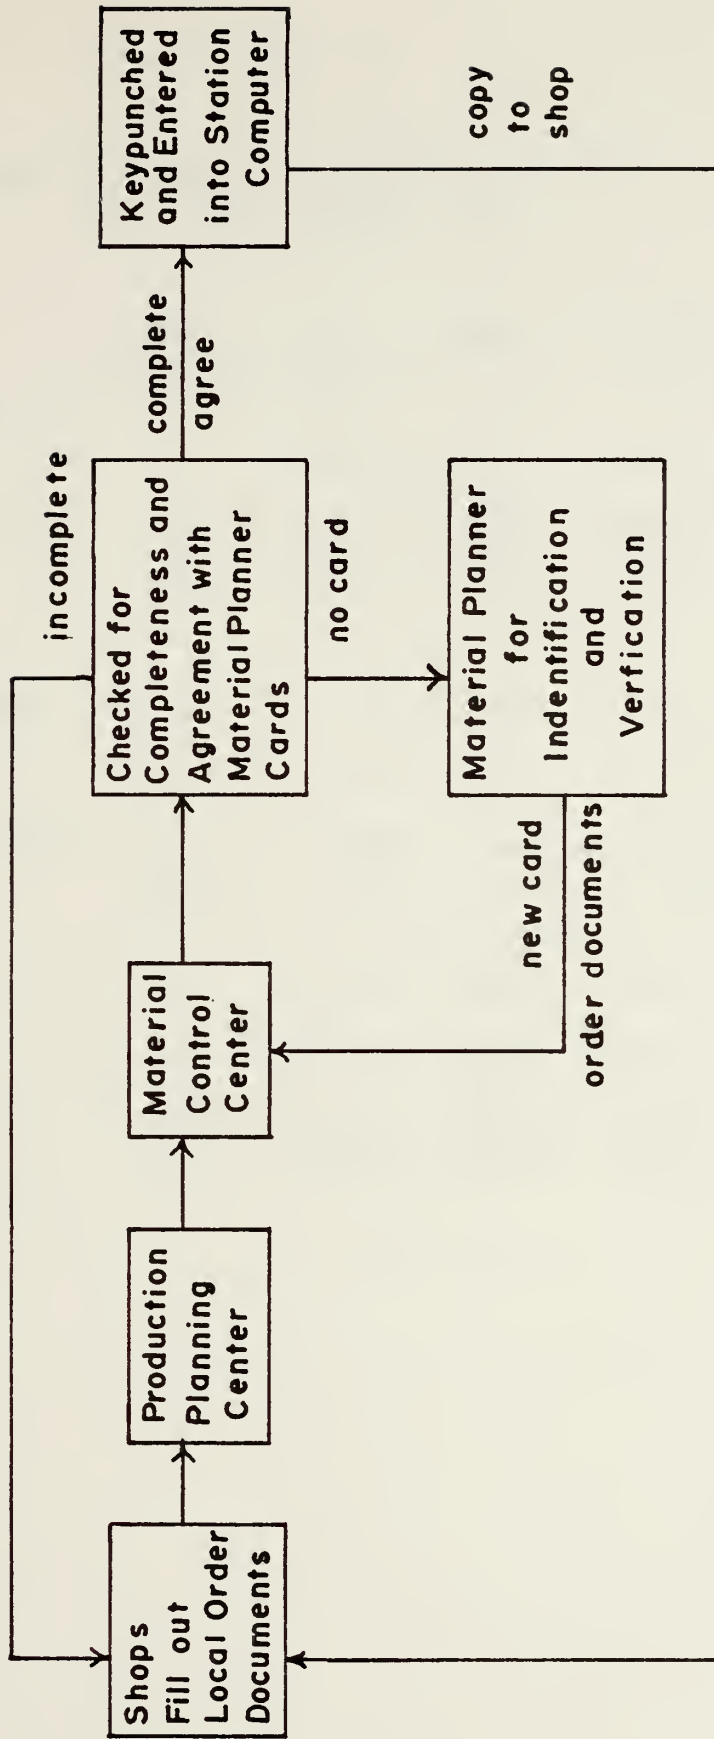 Shops
Fill out
Local Order
Documents
Production
Planning
Center
Material
Control
Center
incomplete
Checked for
Completeness and
Agreement with
Material Planner
Cards
complete
agree
Keypunched
and Entered
into Station
Computer
no card
Material Planner
for
Indentification
and
Verfication
new card
order documents
copy
to
shop